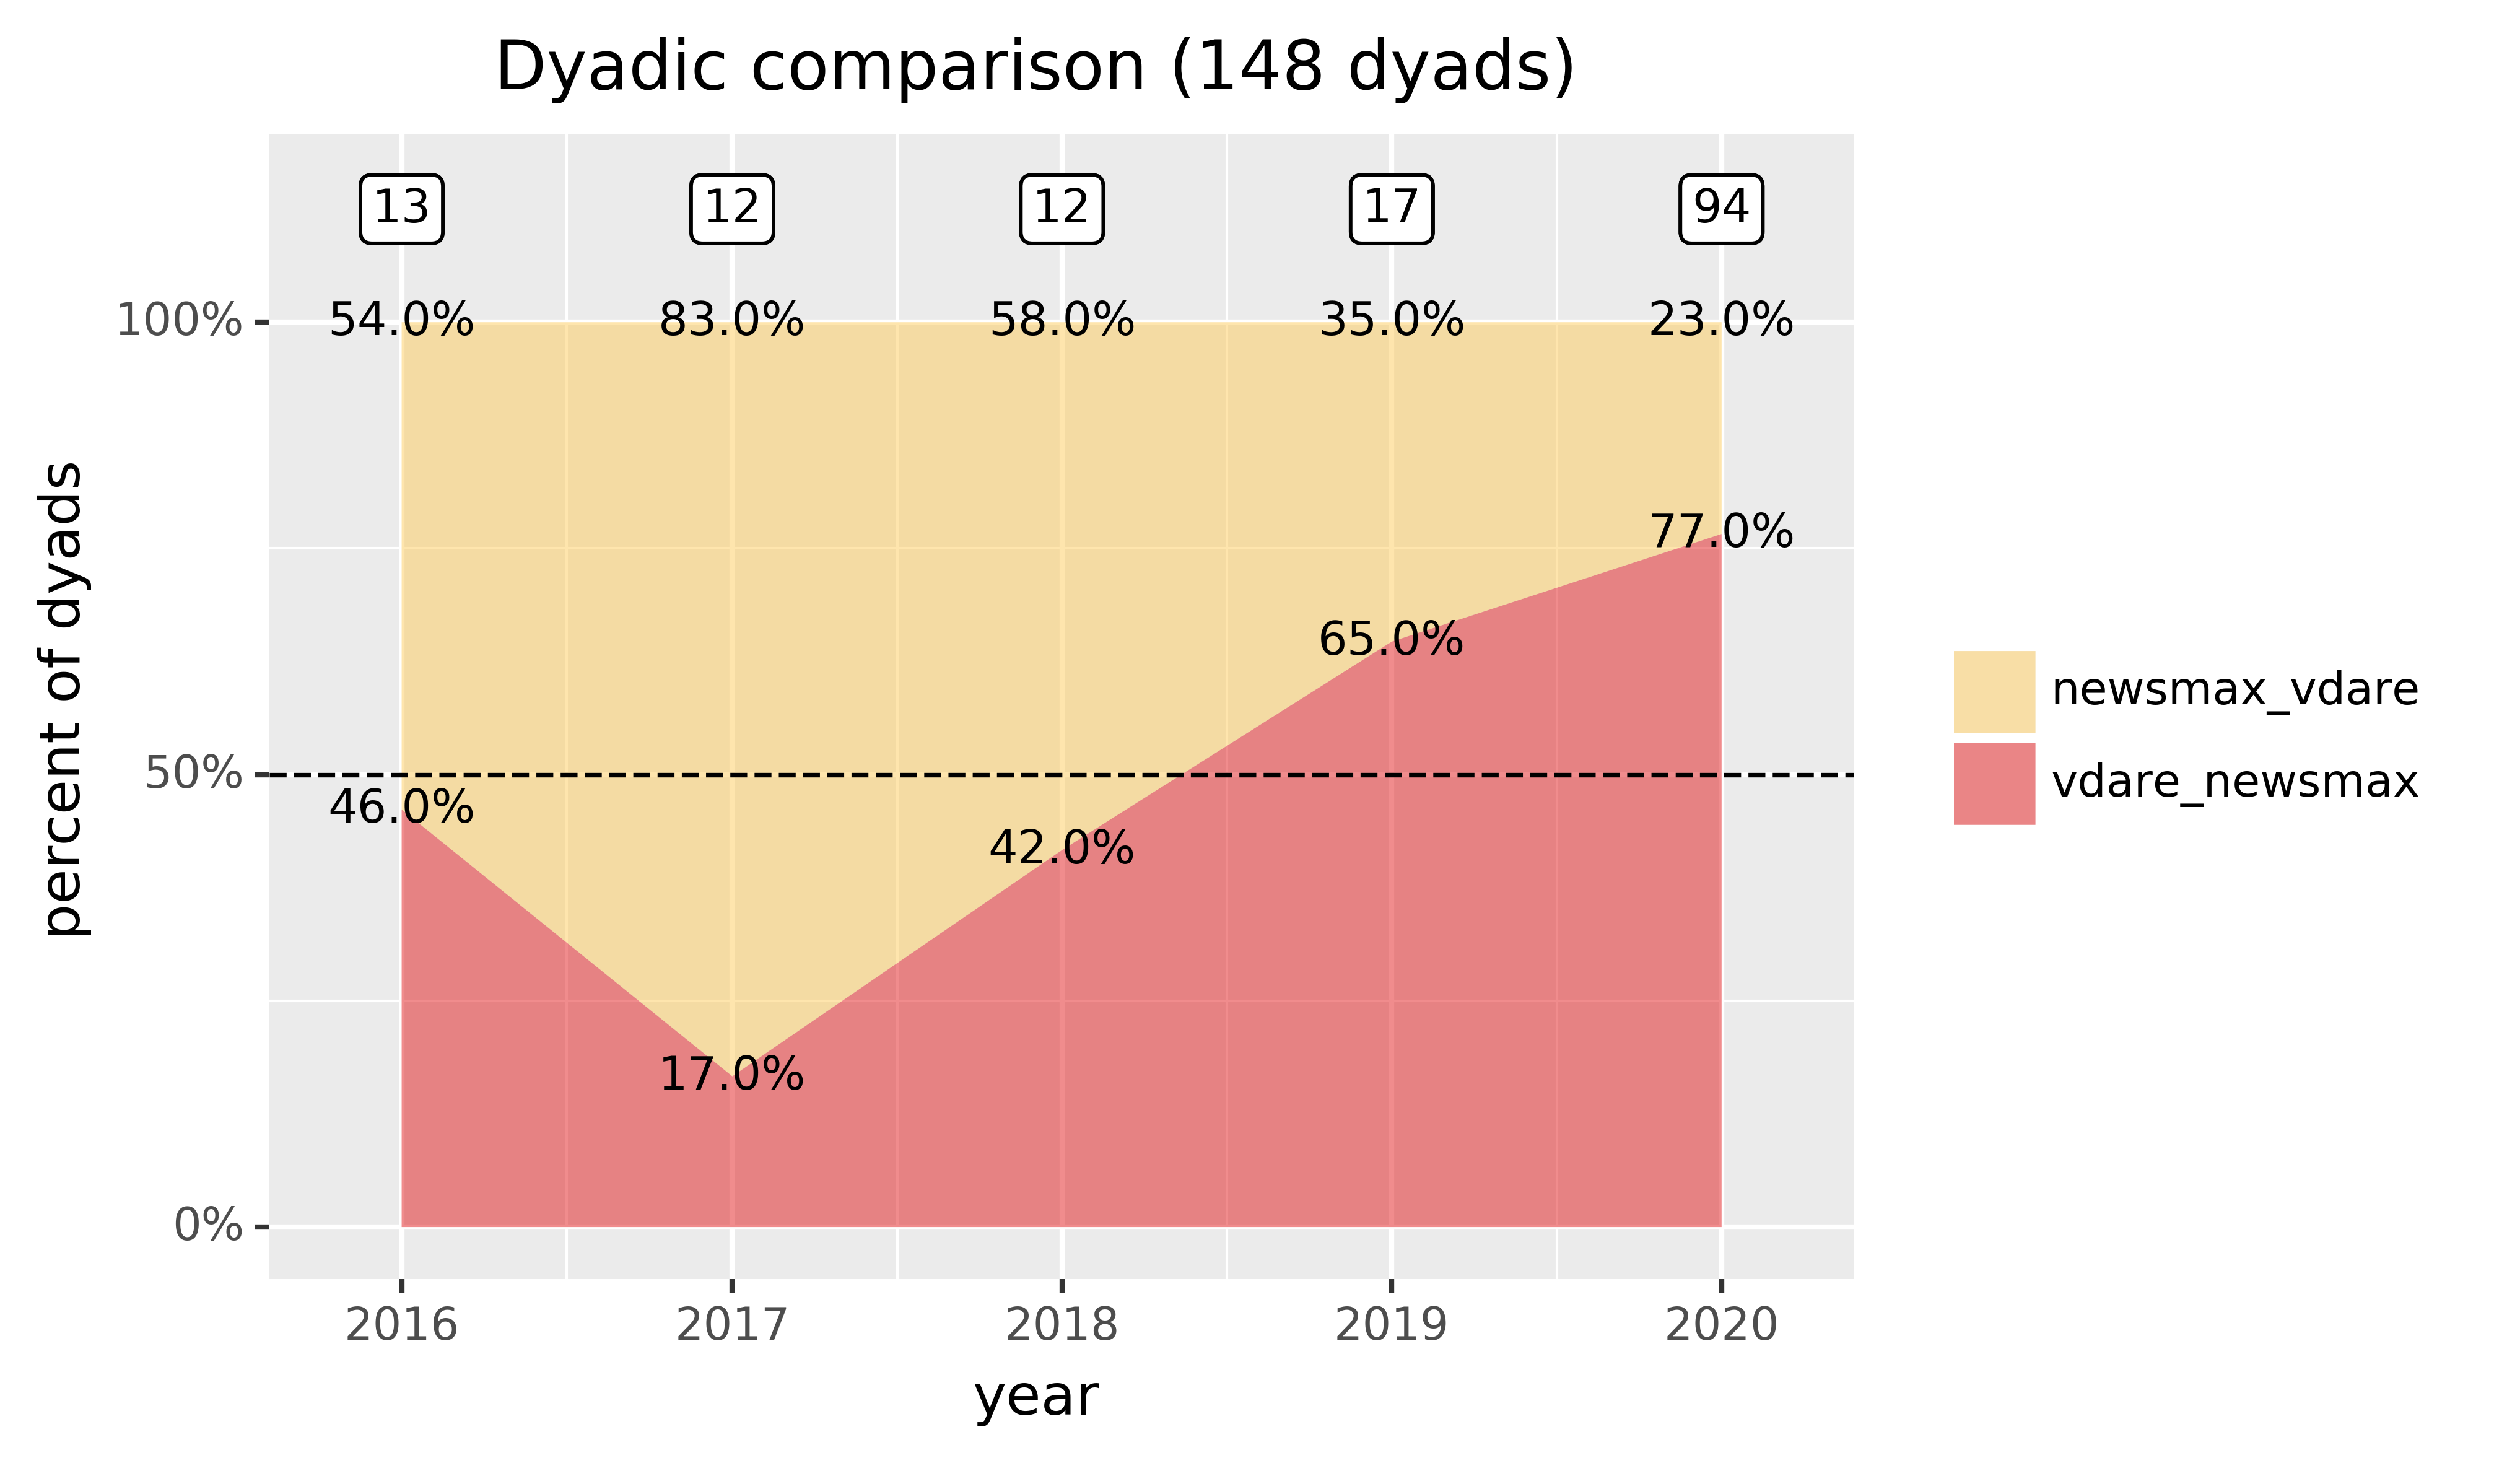 Dyadic comparison (148 dyads)
13 12 12 17 94
100% 54.0% 83.0% 58.0% 35.0% 23.0%
77.0%
65.0%
50%
46.0%
42.0%
17.0%
0%
2016 2017 2018 2019 2020
year
percent of dyads
newsmax_vdare
vdare_newsmax